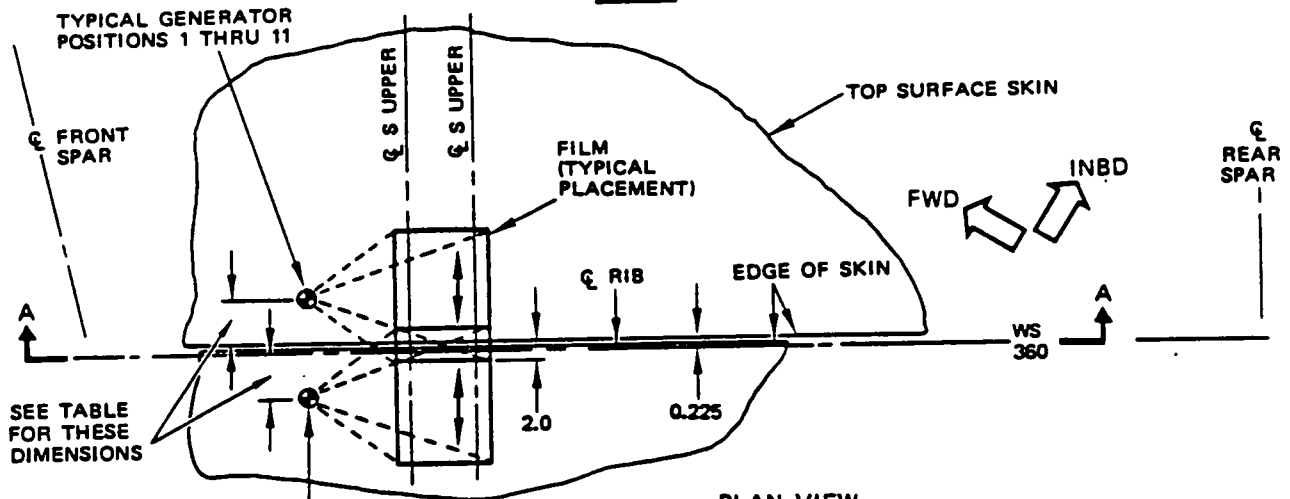 TYPICAL GENERATOR
POSITIONS 1 THRU 11
℄ S UPPER
℄ S UPPER
TOP SURFACE SKIN
℄ FRONT
SPAR
FILM
(TYPICAL
PLACEMENT)
℄
REAR
SPAR
INBD
FWD
℄ RIB
EDGE OF SKIN
A
A
WS
360
SEE TABLE
FOR THESE
DIMENSIONS
2.0
0.225
PLAN VIEW